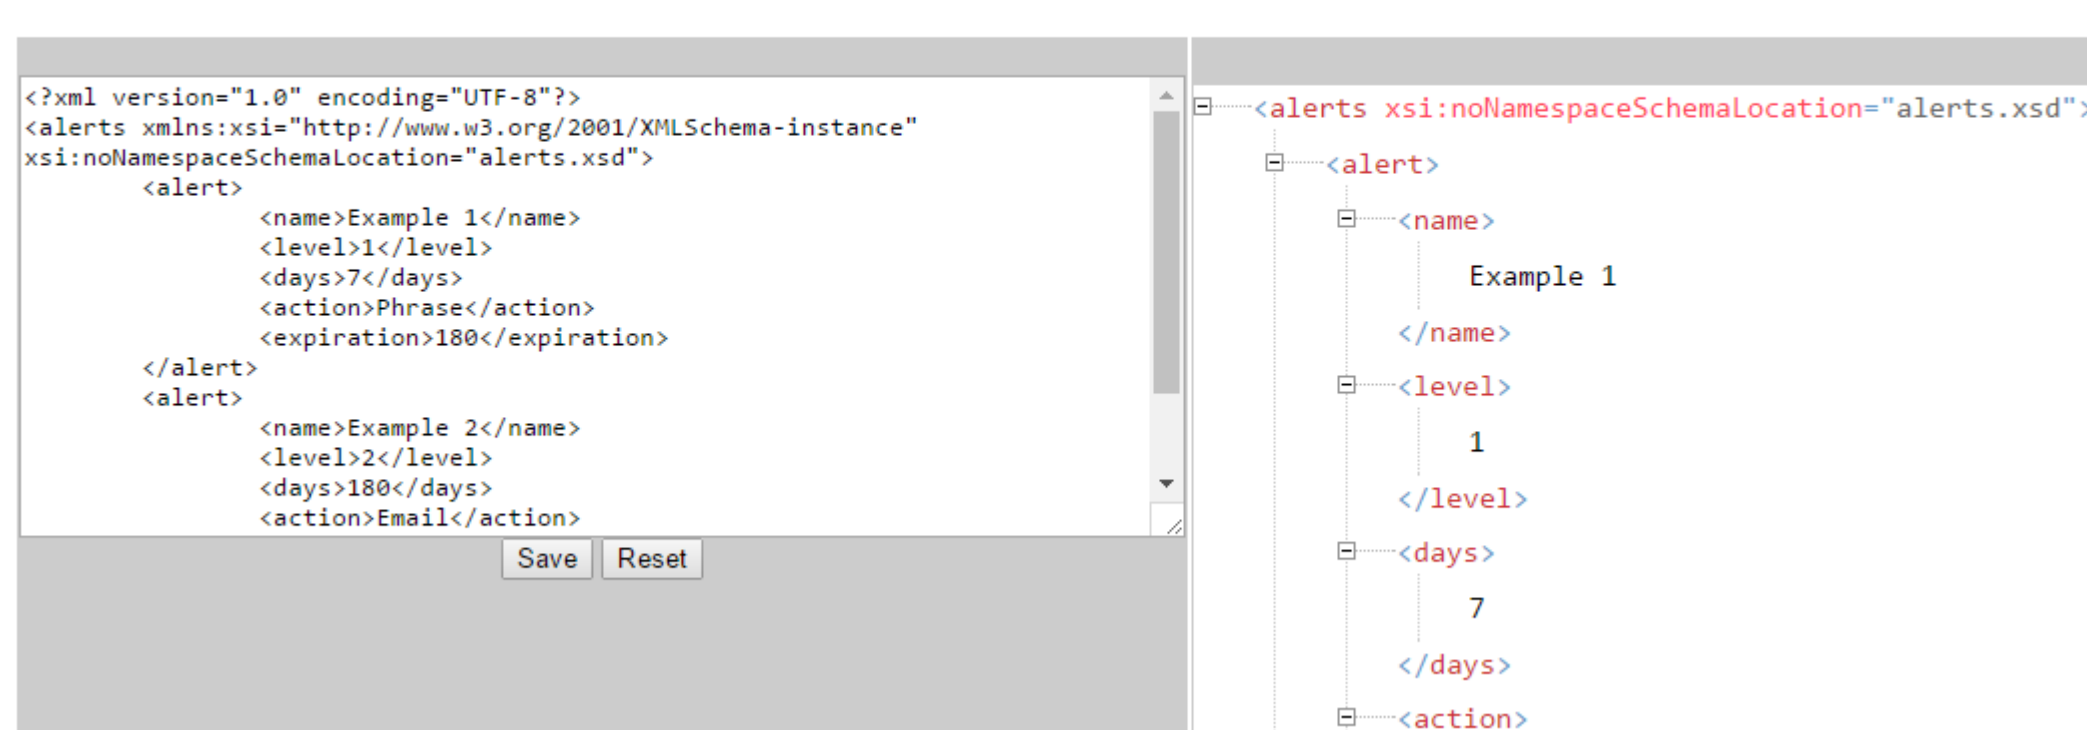 <?xml version="1.0" encoding="UTF-8"?>
<alerts xmlns:xsi="http://www.w3.org/2001/XMLSchema-instance"
xsi:noNamespaceSchemaLocation="alerts.xsd">
<alert>
<name>Example 1</name>
<level>1</level>
<days>7</days>
<action>Phrase</action>
<expiration>180</expiration>
</alert>
<alert>
<name>Example 2</name>
<level>2</level>
<days>180</days>
<action>Email</action>
Save Reset
<alerts xsi:noNamespaceSchemaLocation="alerts.xsd">
<alert>
<name>
Example 1
</name>
<level>
1
</level>
<days>
7
</days>
<action>